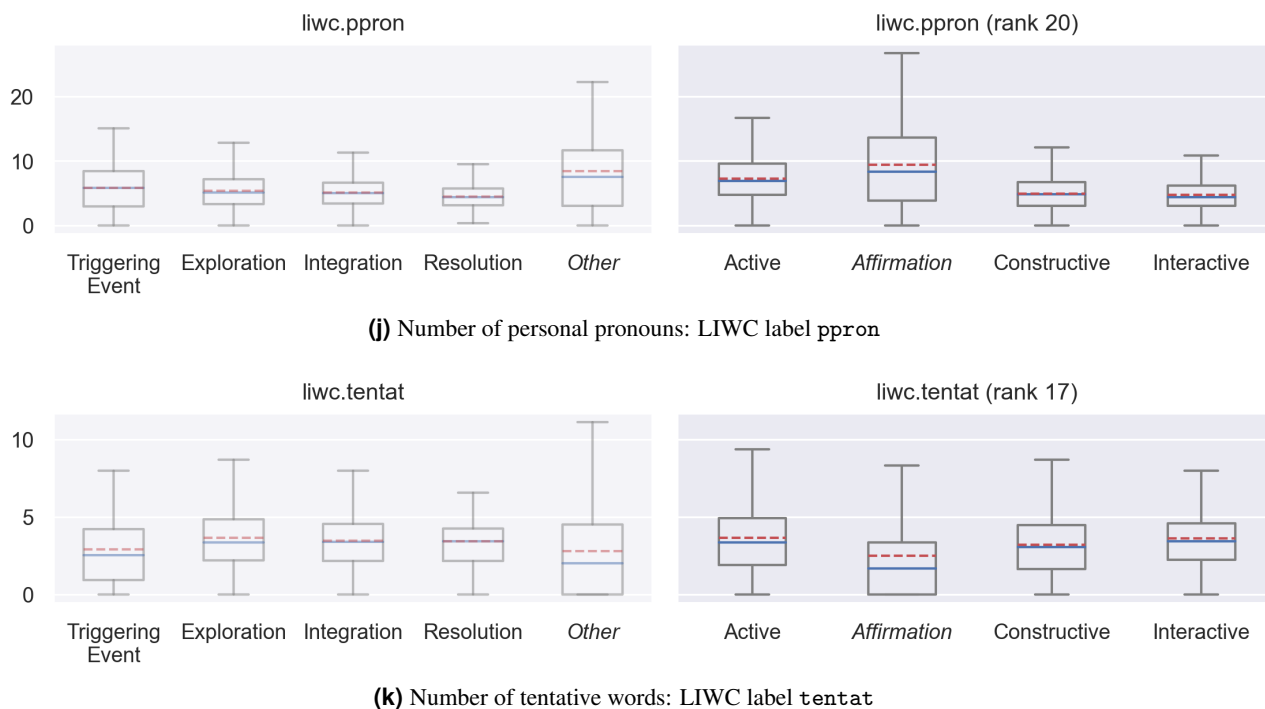 liwc.ppron
liwc.ppron (rank 20)
20
10
0
Triggering Event
Exploration
Integration
Resolution
Other
Active
Affirmation
Constructive
Interactive
(j) Number of personal pronouns: LIWC label ppron
liwc.tentat
liwc.tentat (rank 17)
10
5
0
Triggering Event
Exploration
Integration
Resolution
Other
Active
Affirmation
Constructive
Interactive
(k) Number of tentative words: LIWC label tentat